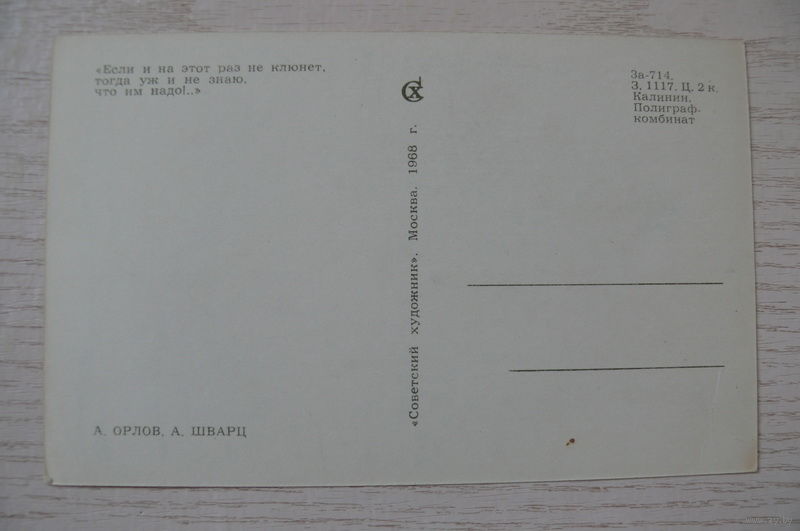 «Если и на этот раз не клюнет,
тогда уж и не знаю,
что им надо!..»
А. ОРЛОВ, А. ШВАРЦ
«Советский художник». Москва. 1968 г.
За-714.
З. 1117. Ц. 2 к.
Калинин.
Полиграф-
комбинат